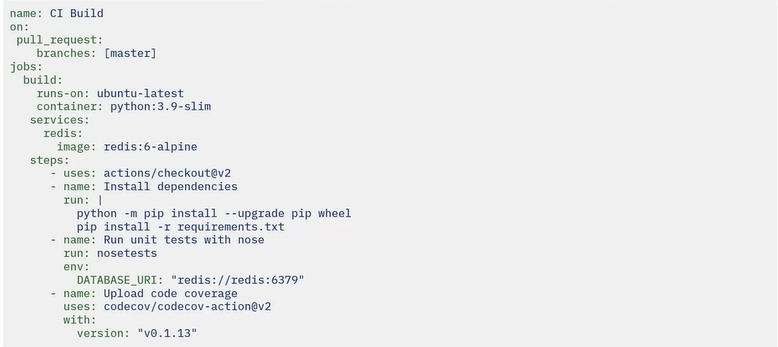 name: CI Build
on:
 pull_request:
    branches: [master]
jobs:
  build:
    runs-on: ubuntu-latest
    container: python:3.9-slim
   services:
     redis:
       image: redis:6-alpine
   steps:
      - uses: actions/checkout@v2
      - name: Install dependencies
        run: |
          python -m pip install --upgrade pip wheel
          pip install -r requirements.txt
      - name: Run unit tests with nose
        run: nosetests
        env:
          DATABASE_URI: "redis://redis:6379"
      - name: Upload code coverage
        uses: codecov/codecov-action@v2
        with:
          version: "v0.1.13"